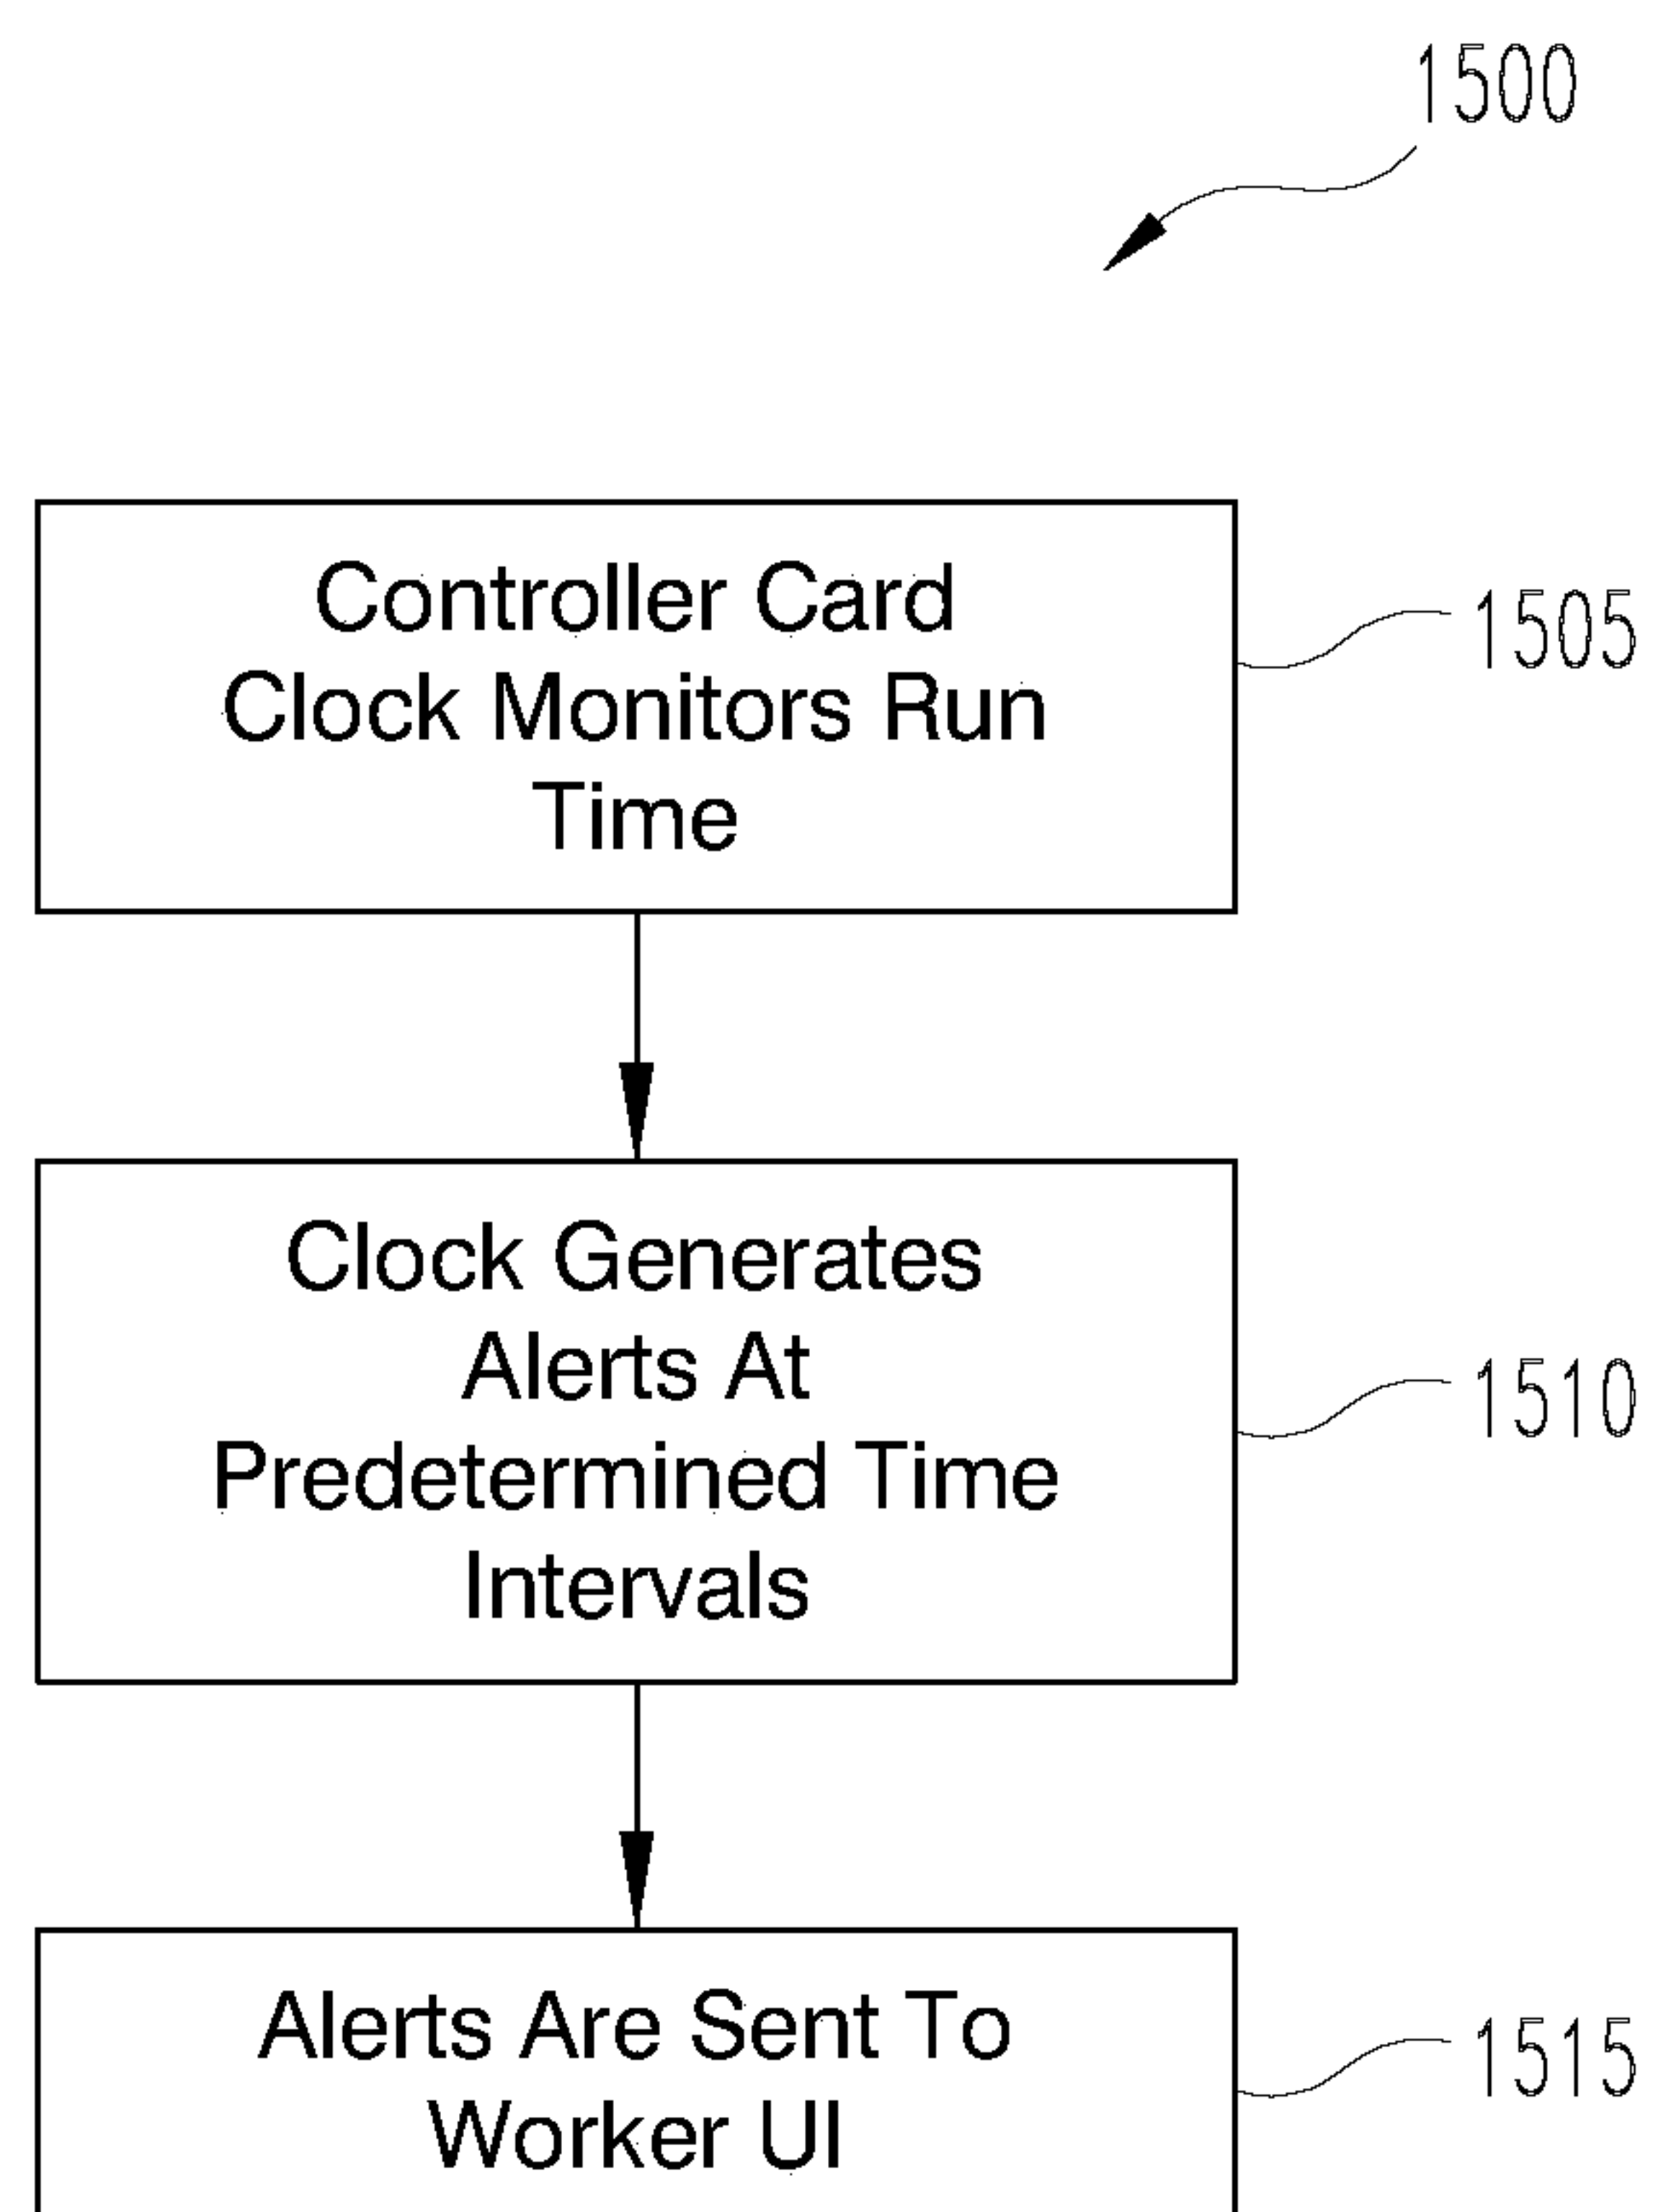 1500
Controller Card
Clock Monitors Run
Time
1505
Clock Generates
Alerts At
Predetermined Time
Intervals
1510
Alerts Are Sent To
Worker UI
1515